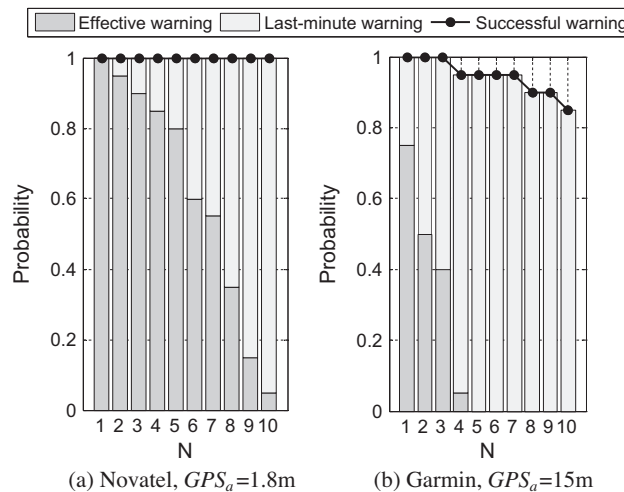 Effective warning Last-minute warning Successful warning
1
0.8
0.6
0.4
0.2
0
Probability
1 2 3 4 5 6 7 8 9 10
N
(a) Novatel, GPSa=1.8m
1
0.8
0.6
0.4
0.2
0
Probability
1 2 3 4 5 6 7 8 9 10
N
(b) Garmin, GPSa=15m